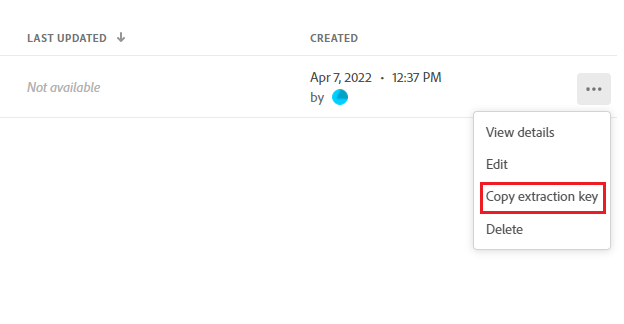 LAST UPDATED
CREATED
Not available
Apr 7, 2022 • 12:37 PM
by
View details
Edit
Copy extraction key
Delete